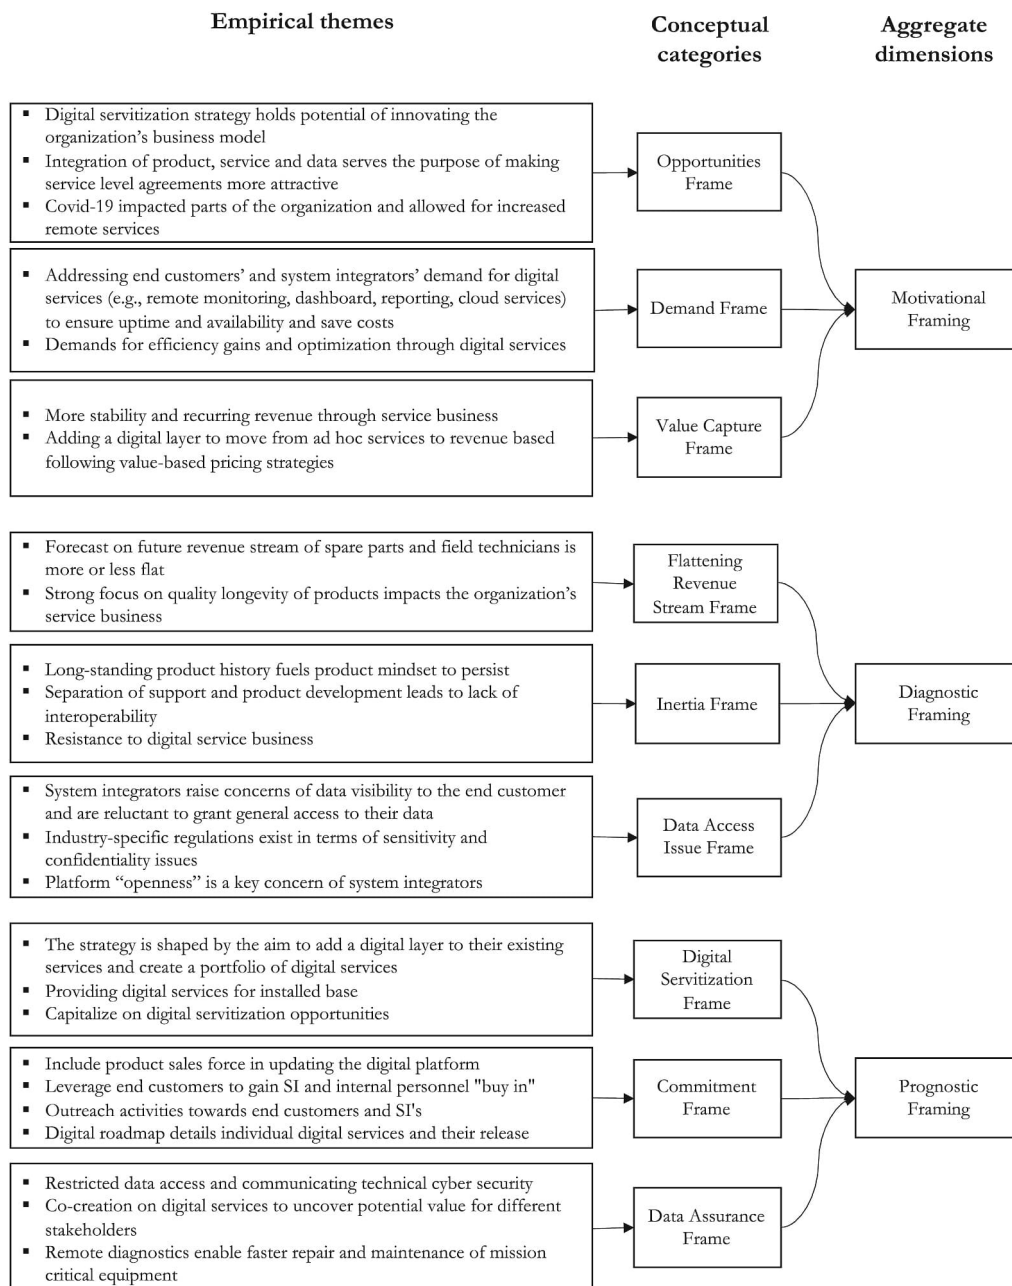 Empirical themes
Conceptual
categories
Aggregate
dimensions
▪ Digital servitization strategy holds potential of innovating the
organization’s business model
▪ Integration of product, service and data serves the purpose of making
service level agreements more attractive
▪ Covid-19 impacted parts of the organization and allowed for increased
remote services
Opportunities
Frame
▪ Addressing end customers’ and system integrators’ demand for digital
services (e.g., remote monitoring, dashboard, reporting, cloud services)
to ensure uptime and availability and save costs
▪ Demands for efficiency gains and optimization through digital services
Demand Frame
Motivational
Framing
▪ More stability and recurring revenue through service business
▪ Adding a digital layer to move from ad hoc services to revenue based
following value-based pricing strategies
Value Capture
Frame
▪ Forecast on future revenue stream of spare parts and field technicians is
more or less flat
▪ Strong focus on quality longevity of products impacts the organization’s
service business
Flattening
Revenue
Stream Frame
▪ Long-standing product history fuels product mindset to persist
▪ Separation of support and product development leads to lack of
interoperability
▪ Resistance to digital service business
Inertia Frame
Diagnostic
Framing
▪ System integrators raise concerns of data visibility to the end customer
and are reluctant to grant general access to their data
▪ Industry-specific regulations exist in terms of sensitivity and
confidentiality issues
▪ Platform “openness” is a key concern of system integrators
Data Access
Issue Frame
▪ The strategy is shaped by the aim to add a digital layer to their existing
services and create a portfolio of digital services
▪ Providing digital services for installed base
▪ Capitalize on digital servitization opportunities
Digital
Servitization
Frame
▪ Include product sales force in updating the digital platform
▪ Leverage end customers to gain SI and internal personnel "buy in"
▪ Outreach activities towards end customers and SI's
▪ Digital roadmap details individual digital services and their release
Commitment
Frame
Prognostic
Framing
▪ Restricted data access and communicating technical cyber security
▪ Co-creation on digital services to uncover potential value for different
stakeholders
▪ Remote diagnostics enable faster repair and maintenance of mission
critical equipment
Data Assurance
Frame